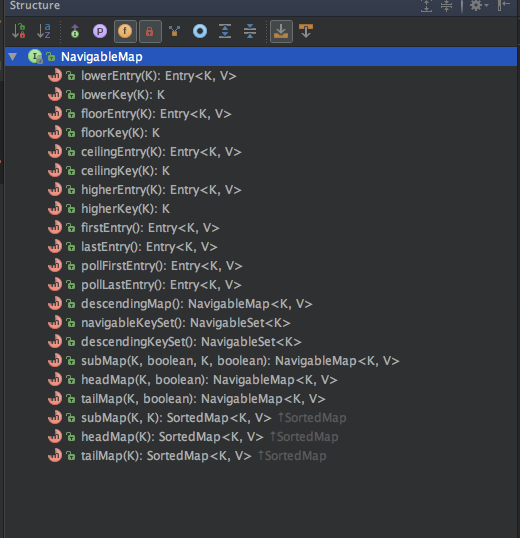 Structure
NavigableMap
lowerEntry(K): Entry<K, V>
lowerKey(K): K
floorEntry(K): Entry<K, V>
floorKey(K): K
ceilingEntry(K): Entry<K, V>
ceilingKey(K): K
higherEntry(K): Entry<K, V>
higherKey(K): K
firstEntry(): Entry<K, V>
lastEntry(): Entry<K, V>
pollFirstEntry(): Entry<K, V>
pollLastEntry(): Entry<K, V>
descendingMap(): NavigableMap<K, V>
navigableKeySet(): NavigableSet<K>
descendingKeySet(): NavigableSet<K>
subMap(K, boolean, K, boolean): NavigableMap<K, V>
headMap(K, boolean): NavigableMap<K, V>
tailMap(K, boolean): NavigableMap<K, V>
subMap(K, K): SortedMap<K, V> ↑SortedMap
headMap(K): SortedMap<K, V> ↑SortedMap
tailMap(K): SortedMap<K, V> ↑SortedMap